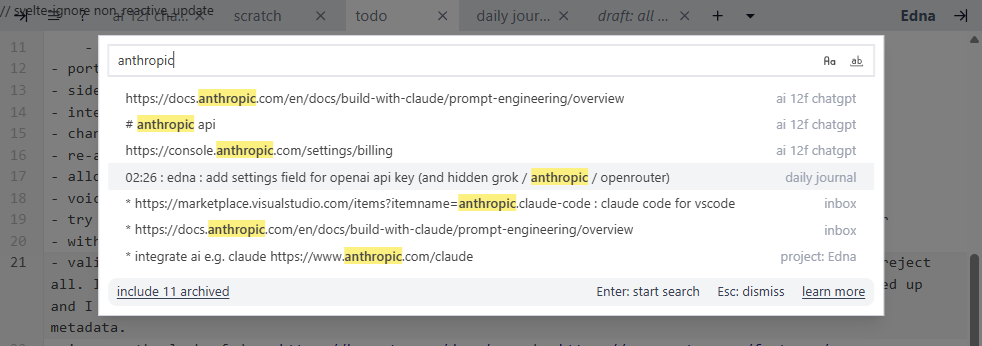 // svelte-ignore non_reactive_update
ai 12f cha... scratch todo daily jour... draft: all ... Edna
anthropic Aa ab
https://docs.anthropic.com/en/docs/build-with-claude/prompt-engineering/overview ai 12f chatgpt
# anthropic api ai 12f chatgpt
https://console.anthropic.com/settings/billing ai 12f chatgpt
02:26 : edna : add settings field for openai api key (and hidden grok / anthropic / openrouter) daily journal
* https://marketplace.visualstudio.com/items?itemname=anthropic.claude-code : claude code for vscode inbox
* https://docs.anthropic.com/en/docs/build-with-claude/prompt-engineering/overview inbox
* integrate ai e.g. claude https://www.anthropic.com/claude project: Edna
include 11 archived Enter: start search Esc: dismiss learn more
11 -
12 - port
13 - side
14 - inte
15 - chan
16 - re-a
17 - allo
18 - voic
19 - try
20 - with
21 - vali reject
all. I ed up
and I
metadata.